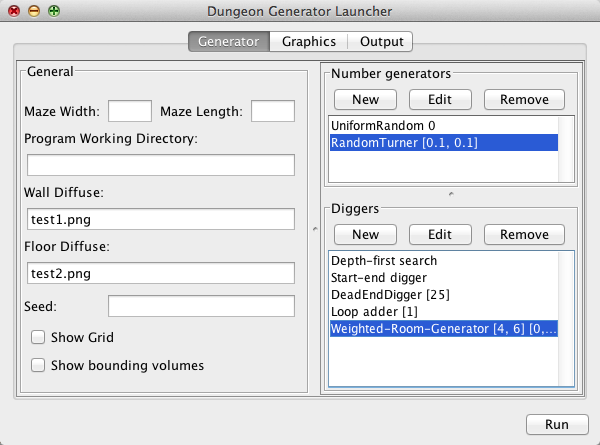 Dungeon Generator Launcher
Generator Graphics Output
General
Maze Width: Maze Length:
Program Working Directory:
Wall Diffuse:
test1.png
Floor Diffuse:
test2.png
Seed:
Show Grid
Show bounding volumes
Number generators
New Edit Remove
UniformRandom 0
RandomTurner [0.1, 0.1]
Diggers
New Edit Remove
Depth-first search
Start-end digger
DeadEndDigger [25]
Loop adder [1]
Weighted-Room-Generator [4, 6] [0,...
Run